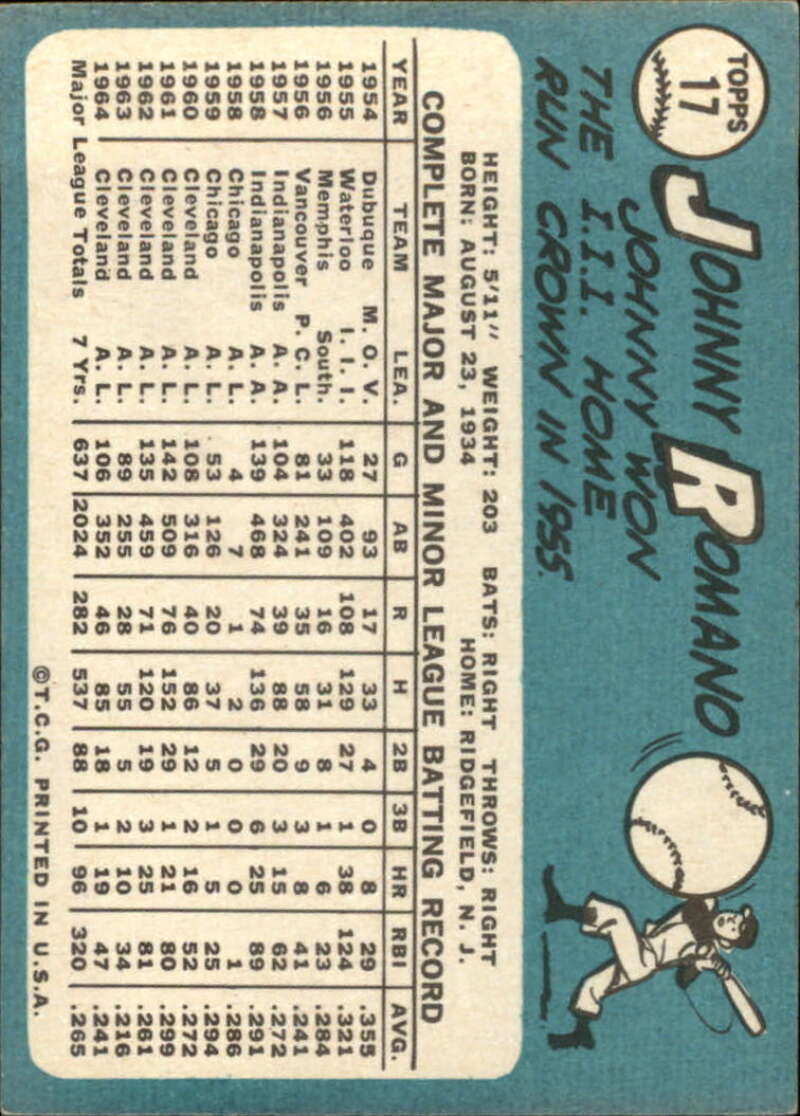 TOPPS
17
JOHNNY ROMANO
JOHNNY WON
THE I.I.I. HOME
RUN CROWN IN 1955.
HEIGHT: 5'11" WEIGHT: 203 BATS: RIGHT THROWS: RIGHT
BORN: AUGUST 23, 1934 HOME: RIDGEFIELD, N. J.
COMPLETE MAJOR AND MINOR LEAGUE BATTING RECORD
YEAR TEAM LEA. G AB R H 2B 3B HR RBI AVG.
1954 Dubuque M. O. V. 27 93 17 33 4 0 8 29 .355
1955 Waterloo I. I. I. 118 402 108 129 27 1 38 124 .321
1956 Memphis South. 33 109 16 31 8 1 6 23 .284
1956 Vancouver P. C. L. 81 241 35 58 9 3 8 41 .241
1957 Indianapolis A. A. 104 324 39 88 20 3 15 62 .272
1958 Indianapolis A. A. 139 468 74 136 29 6 25 89 .291
1958 Chicago A. L. 4 7 1 2 0 0 0 1 .286
1959 Chicago A. L. 53 126 20 37 5 1 5 25 .294
1960 Cleveland A. L. 108 316 40 86 12 2 16 52 .272
1961 Cleveland A. L. 142 509 76 152 29 1 21 80 .299
1962 Cleveland A. L. 135 459 71 120 19 3 25 81 .261
1963 Cleveland A. L. 89 255 28 55 5 2 10 34 .216
1964 Cleveland A. L. 106 352 46 85 18 1 19 47 .241
Major League Totals 7 Yrs. 637 2024 282 537 88 10 96 320 .265
©T.C.G. PRINTED IN U.S.A.